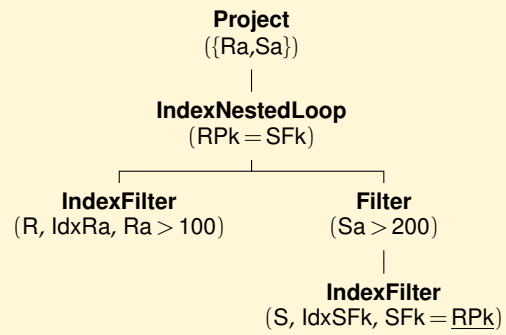 Project
({Ra,Sa})
IndexNestedLoop
(RPk = SFk)
IndexFilter
(R, IdxRa, Ra > 100)
Filter
(Sa > 200)
IndexFilter
(S, IdxSFk, SFk = RPk)